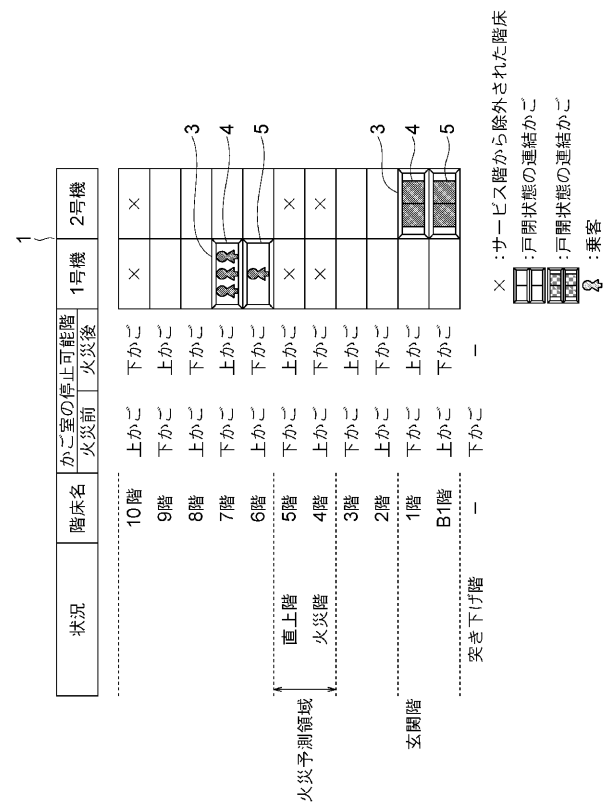 1
状況 階床名 かご室の停止可能階 1号機 2号機
火災前 火災後
10階 上かご 下かご × ×
9階 下かご 上かご
8階 上かご 下かご
3
7階 下かご 上かご 4
6階 上かご 下かご 5
火災予測領域
直上階 5階 下かご 上かご × ×
火災階 4階 上かご 下かご × ×
3階 下かご 上かご
2階 上かご 下かご
3
玄関階 1階 下かご 上かご 4
B1階 上かご 下かご 5
突き下げ階 − 下かご −
× :サービス階から除外された階床
:戸閉状態の連結かご
:戸開状態の連結かご
:乗客